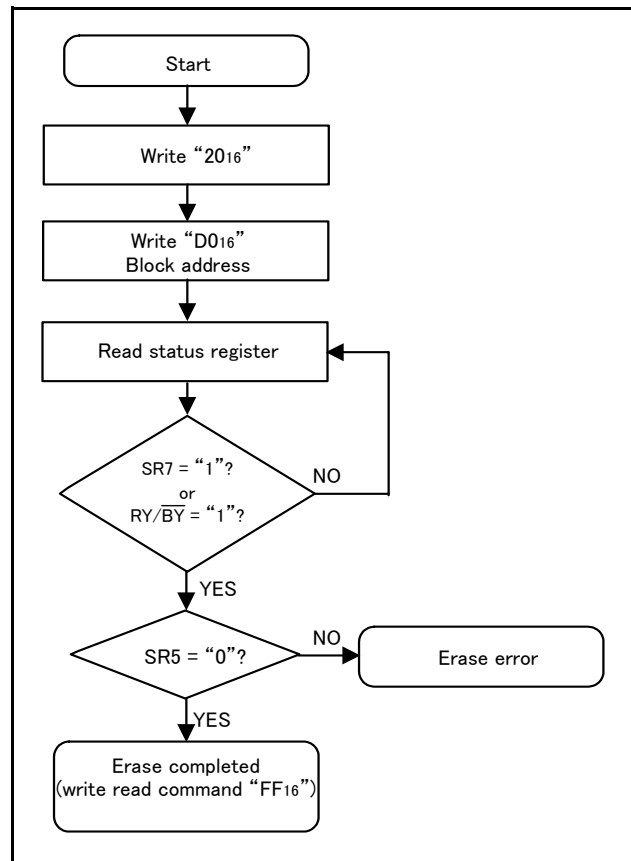 Start
Write “2016”
Write “D016”
Block address
Read status register
SR7 = “1”?
or
RY/B̅Y̅ = “1”?
NO
YES
SR5 = “0”?
NO
Erase error
YES
Erase completed
(write read command “FF16”)